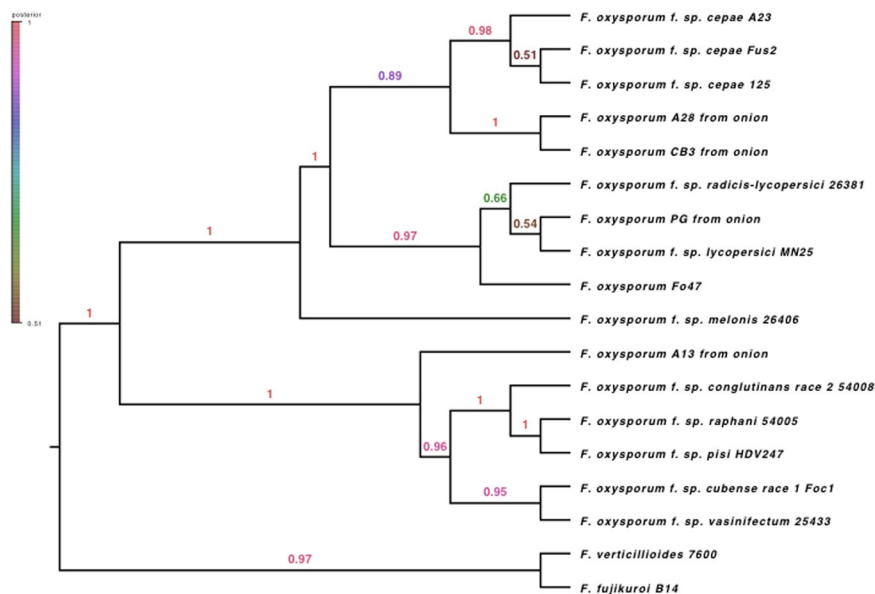 posterior
1
F. oxysporum f. sp. cepae A23
0.98
F. oxysporum f. sp. cepae Fus2
0.51
0.89
F. oxysporum f. sp. cepae 125
F. oxysporum A28 from onion
1
F. oxysporum CB3 from onion
1
F. oxysporum f. sp. radicis-lycopersici 26381
0.66
F. oxysporum PG from onion
0.54
1
0.97
F. oxysporum f. sp. lycopersici MN25
F. oxysporum Fo47
1
0.51
F. oxysporum f. sp. melonis 26406
F. oxysporum A13 from onion
F. oxysporum f. sp. conglutinans race 2 54008
1
1
F. oxysporum f. sp. raphani 54005
1
0.96
F. oxysporum f. sp. pisi HDV247
0.95
F. oxysporum f. sp. cubense race 1 Foc1
F. oxysporum f. sp. vasinifectum 25433
F. verticillioides 7600
0.97
F. fujikuroi B14